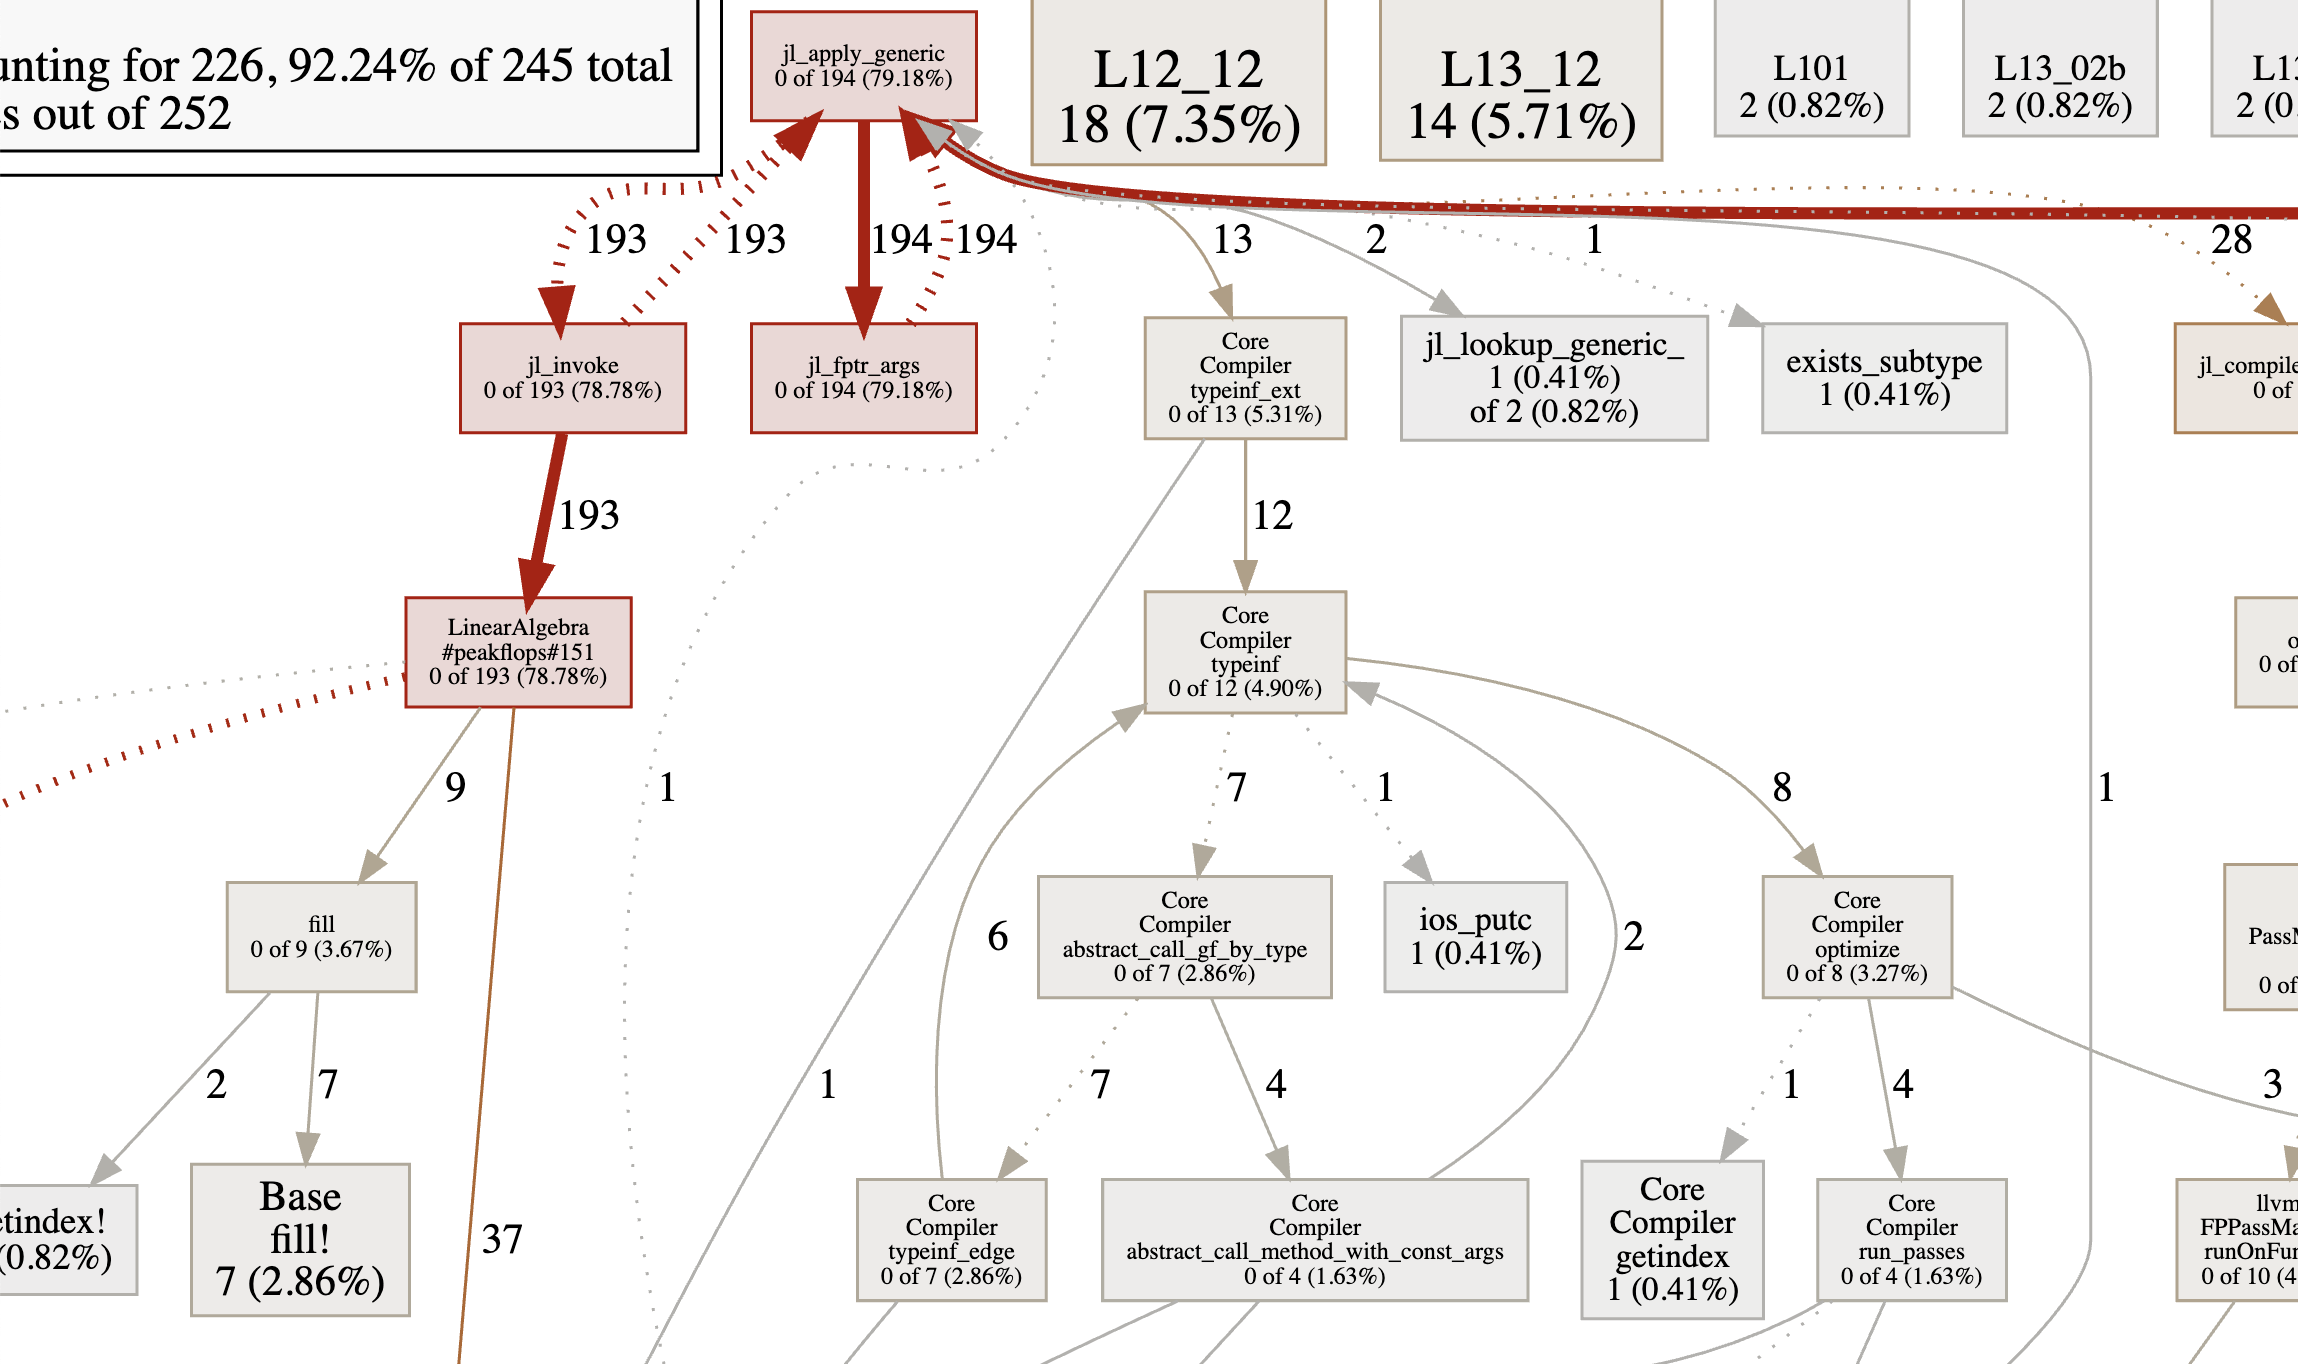 for 226, 92.24% of 245 total
out of 252
jl_apply_generic
0 of 194 (79.18%)
L12_12
18 (7.35%)
L13_12
14 (5.71%)
L101
2 (0.82%)
L13_02b
2 (0.82%)
2
193
193
194
194
13
2
1
28
jl_invoke
0 of 193 (78.78%)
jl_fptr_args
0 of 194 (79.18%)
Core
Compiler
typeinf_ext
0 of 13 (5.31%)
jl_lookup_generic_
1 (0.41%)
of 2 (0.82%)
exists_subtype
1 (0.41%)
0 of
193
12
LinearAlgebra
#peakflops#151
0 of 193 (78.78%)
Core
Compiler
typeinf
0 of 12 (4.90%)
0 of
9
1
7
1
8
1
fill
0 of 9 (3.67%)
6
Core
Compiler
abstract_call_gf_by_type
0 of 7 (2.86%)
ios_putc
1 (0.41%)
2
Core
Compiler
optimize
0 of 8 (3.27%)
0 of
2
7
1
7
4
1
4
3
(0.82%)
Base
fill!
7 (2.86%)
37
Core
Compiler
typeinf_edge
0 of 7 (2.86%)
Core
Compiler
abstract_call_method_with_const_args
0 of 4 (1.63%)
Core
Compiler
getindex
1 (0.41%)
Core
Compiler
run_passes
0 of 4 (1.63%)
llvm
0 of 10